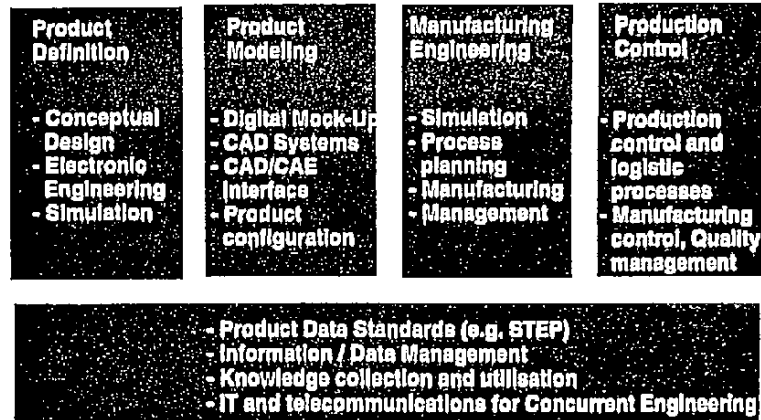 Product
Definition
- Conceptual
Design
- Electronic
Engineering
- Simulation
Product
Modeling
- Digital Mock-Up
- CAD Systems
- CAD/CAE
Interface
- Product
configuration
Manufacturing
Engineering
- Simulation
- Process
planning
- Manufacturing
- Management
Production
Control
- Production
control and
logistic
processes
- Manufacturing
control, Quality
management
- Product Data Standards (e.g. STEP)
- Information / Data Management
- Knowledge collection and utilisation
- IT and telecommunications for Concurrent Engineering